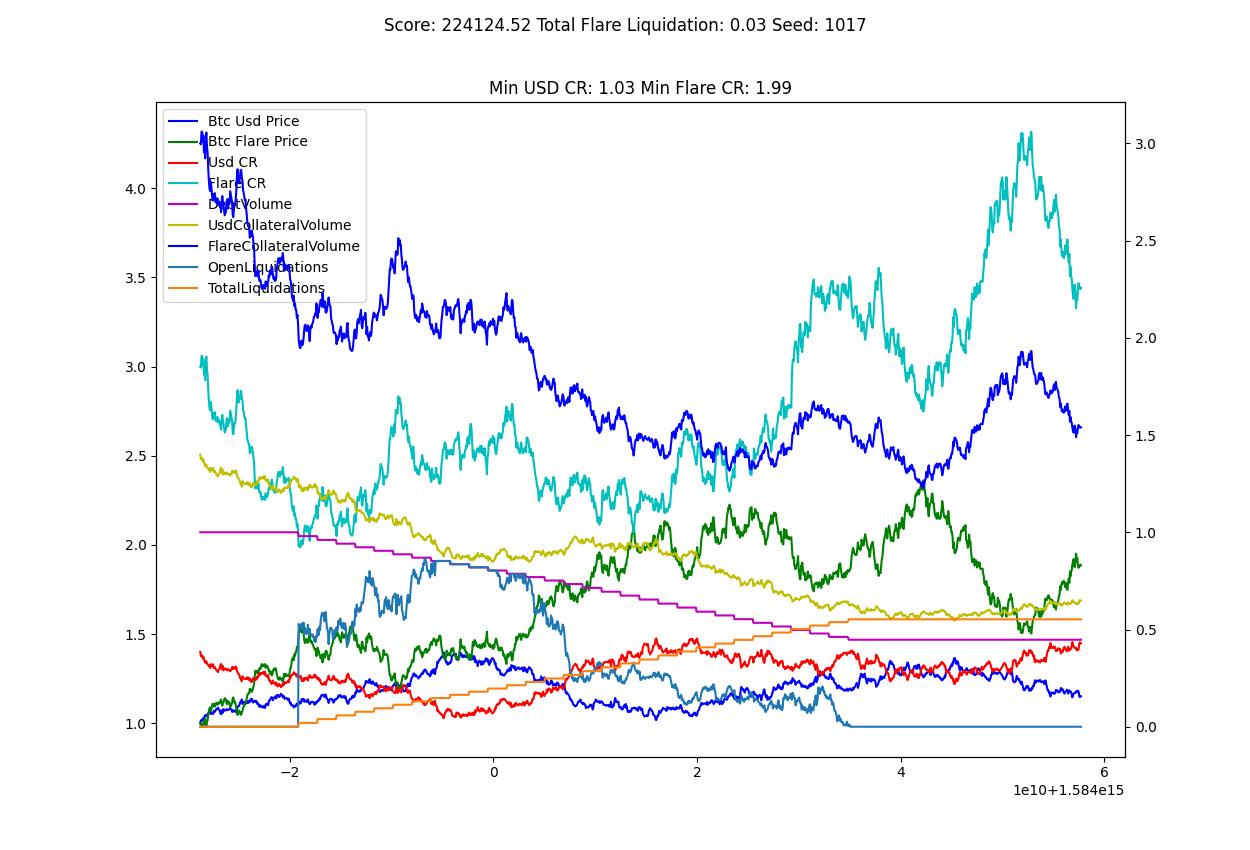 Score: 224124.52 Total Flare Liquidation: 0.03 Seed: 1017
Min USD CR: 1.03 Min Flare CR: 1.99
Btc Usd Price
Btc Flare Price
Usd CR
Flare CR
DebtVolume
UsdCollateralVolume
FlareCollateralVolume
OpenLiquidations
TotalLiquidations
4.0
3.5
3.0
2.5
2.0
1.5
1.0
3.0
2.5
2.0
1.5
1.0
0.5
0.0
−2
0
2
4
6
1e10+1.584e15